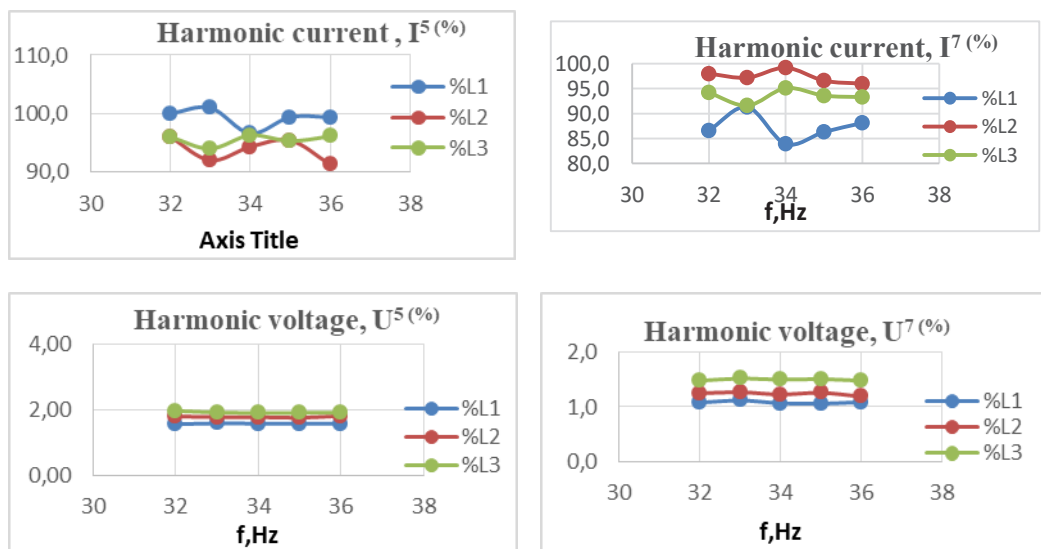 Harmonic current , I5 (%)
110,0
100,0
90,0
30 32 34 36 38
Axis Title
%L1
%L2
%L3
Harmonic current, I7 (%)
100,0
95,0
90,0
85,0
80,0
30 32 34 36 38
f,Hz
%L1
%L2
%L3
Harmonic voltage, U5 (%)
4,00
2,00
0,00
30 32 34 36 38
f,Hz
%L1
%L2
%L3
Harmonic voltage, U7 (%)
2,0
1,0
0,0
30 32 34 36 38
f,Hz
%L1
%L2
%L3